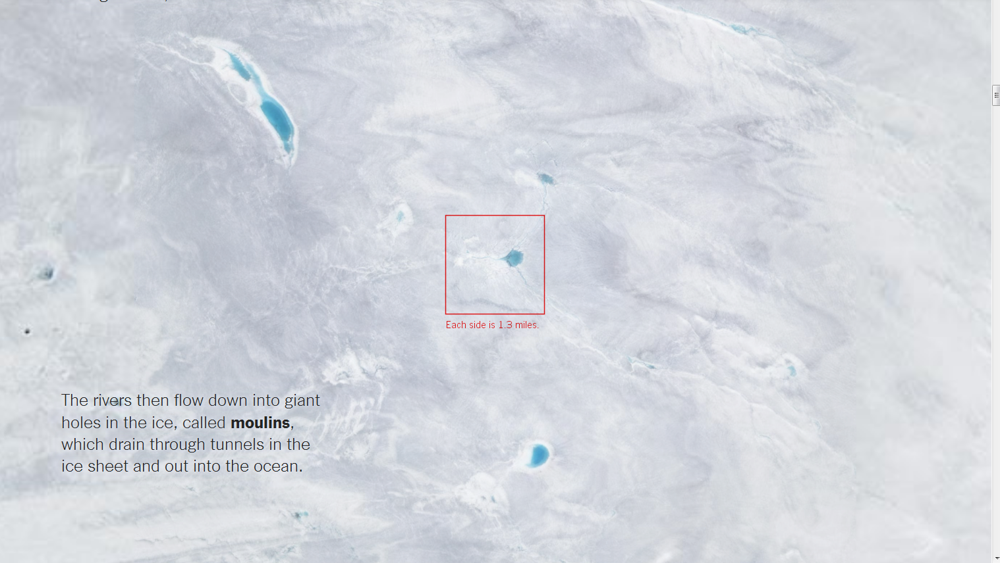 Each side is 1.3 miles.
The rivers then flow down into giant
holes in the ice, called moulins,
which drain through tunnels in the
ice sheet and out into the ocean.